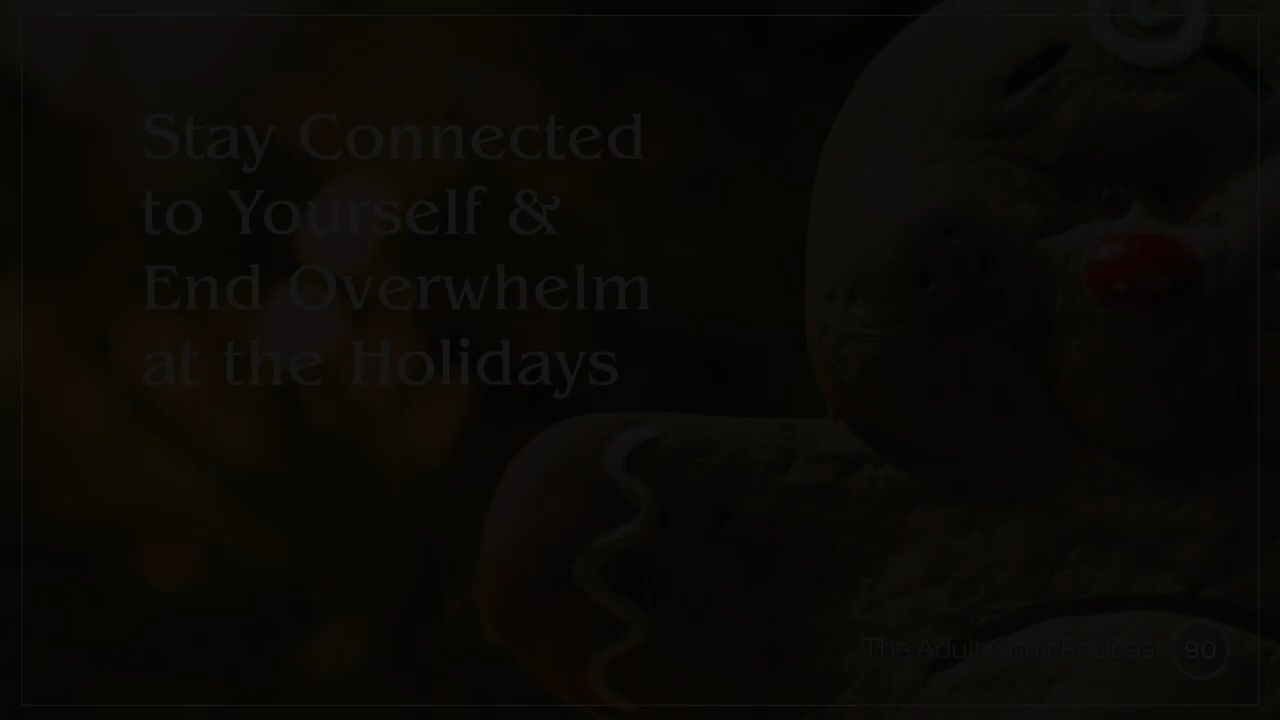 Stay Connected
to Yourself &
End Overwhelm
at the Holidays
The Adult Chair Podcast 90